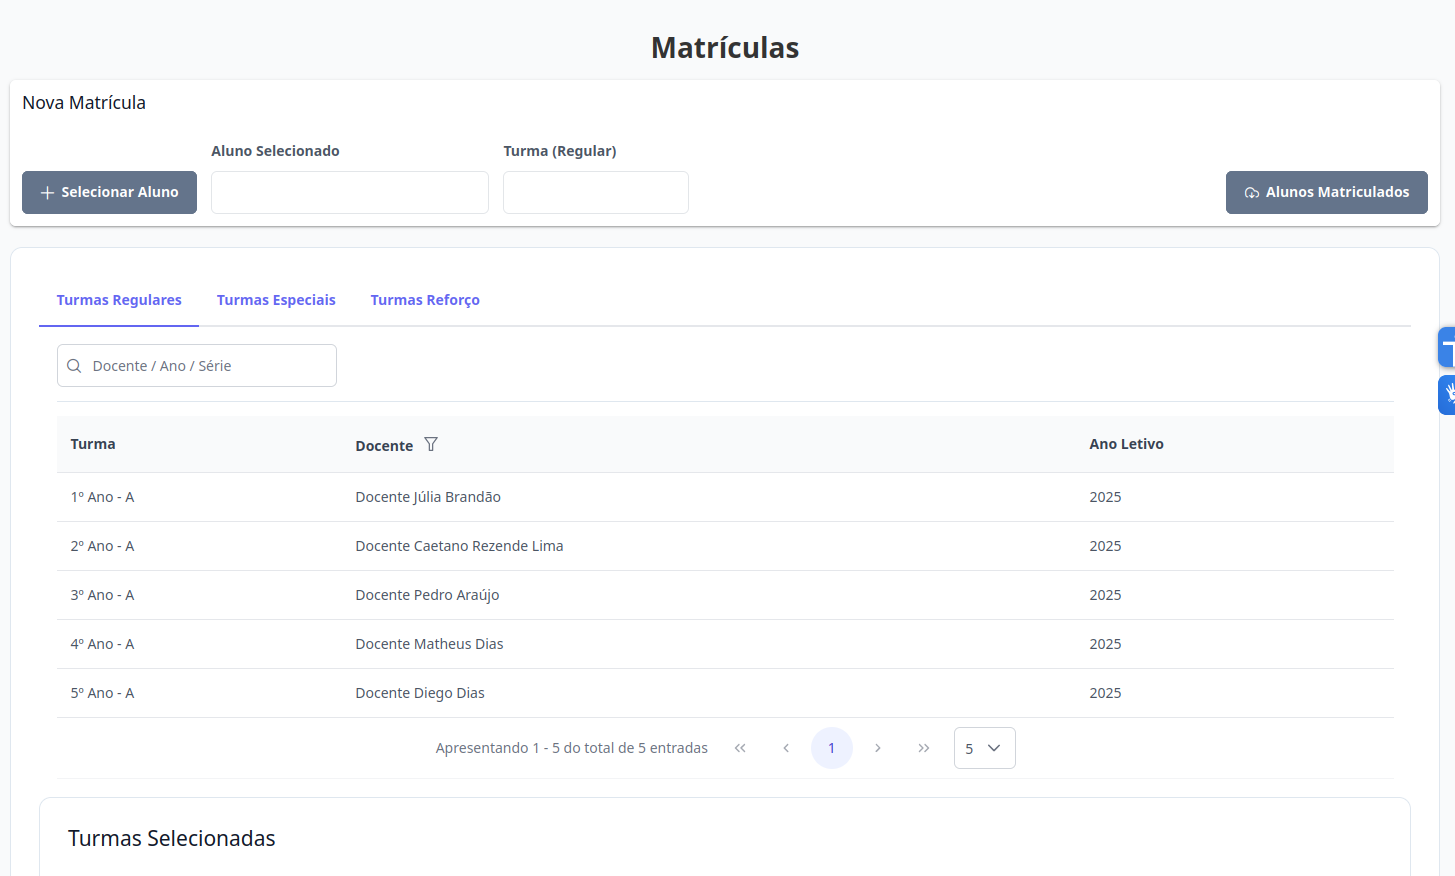 Matrículas
Nova Matrícula
Aluno Selecionado
Turma (Regular)
Selecionar Aluno
Alunos Matriculados
Turmas Regulares
Turmas Especiais
Turmas Reforço
Docente / Ano / Série
Turma Docente Ano Letivo
1º Ano - A Docente Júlia Brandão 2025
2º Ano - A Docente Caetano Rezende Lima 2025
3º Ano - A Docente Pedro Araújo 2025
4º Ano - A Docente Matheus Dias 2025
5º Ano - A Docente Diego Dias 2025
Apresentando 1 - 5 do total de 5 entradas « ‹ 1 › » 5
Turmas Selecionadas